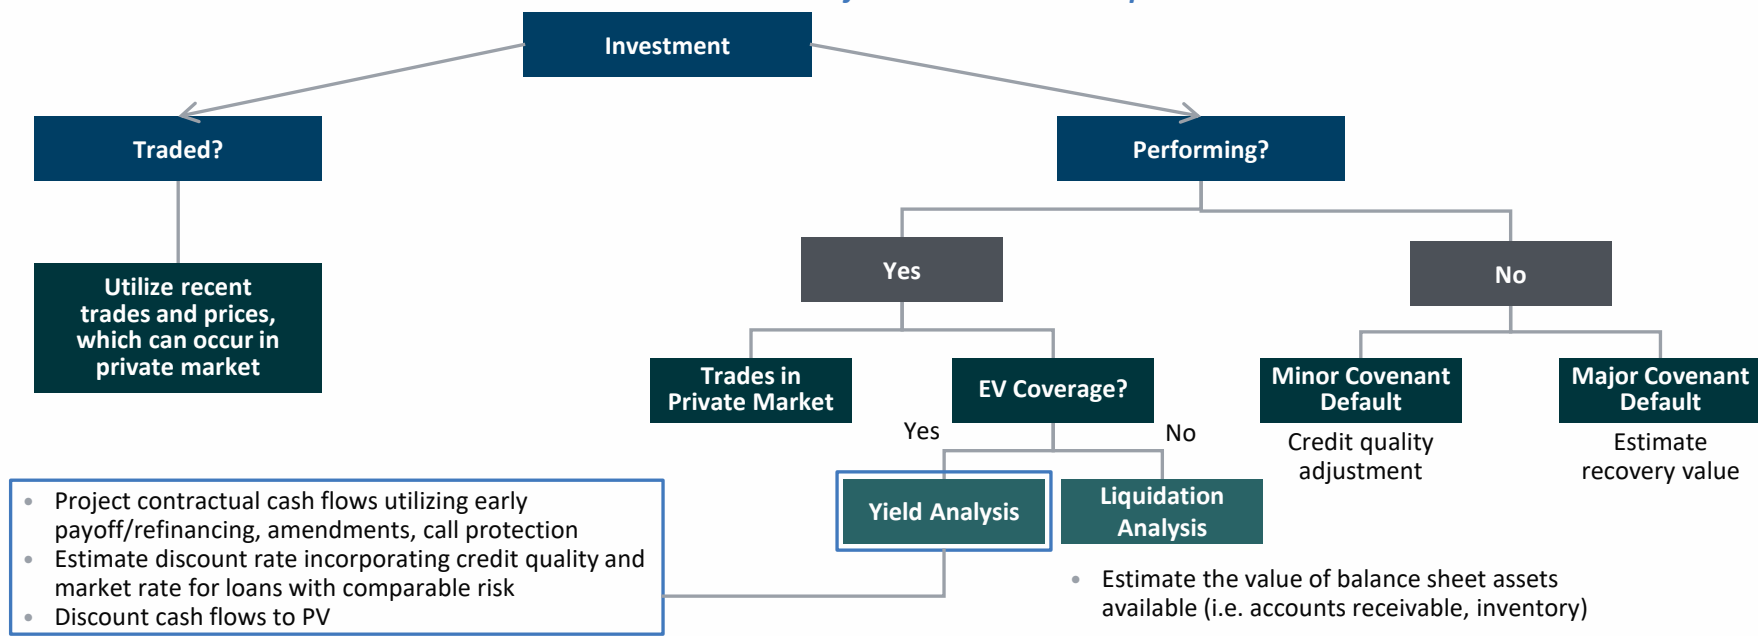 Investment
Traded?
Performing?
Utilize recent
trades and prices,
which can occur in
private market
Yes
No
Trades in
Private Market
EV Coverage?
Minor Covenant
Default
Major Covenant
Default
Yes
No
Credit quality
adjustment
Estimate
recovery value
Yield Analysis
Liquidation
Analysis
• Project contractual cash flows utilizing early
payoff/refinancing, amendments, call protection
• Estimate discount rate incorporating credit quality and
market rate for loans with comparable risk
• Discount cash flows to PV
• Estimate the value of balance sheet assets
available (i.e. accounts receivable, inventory)